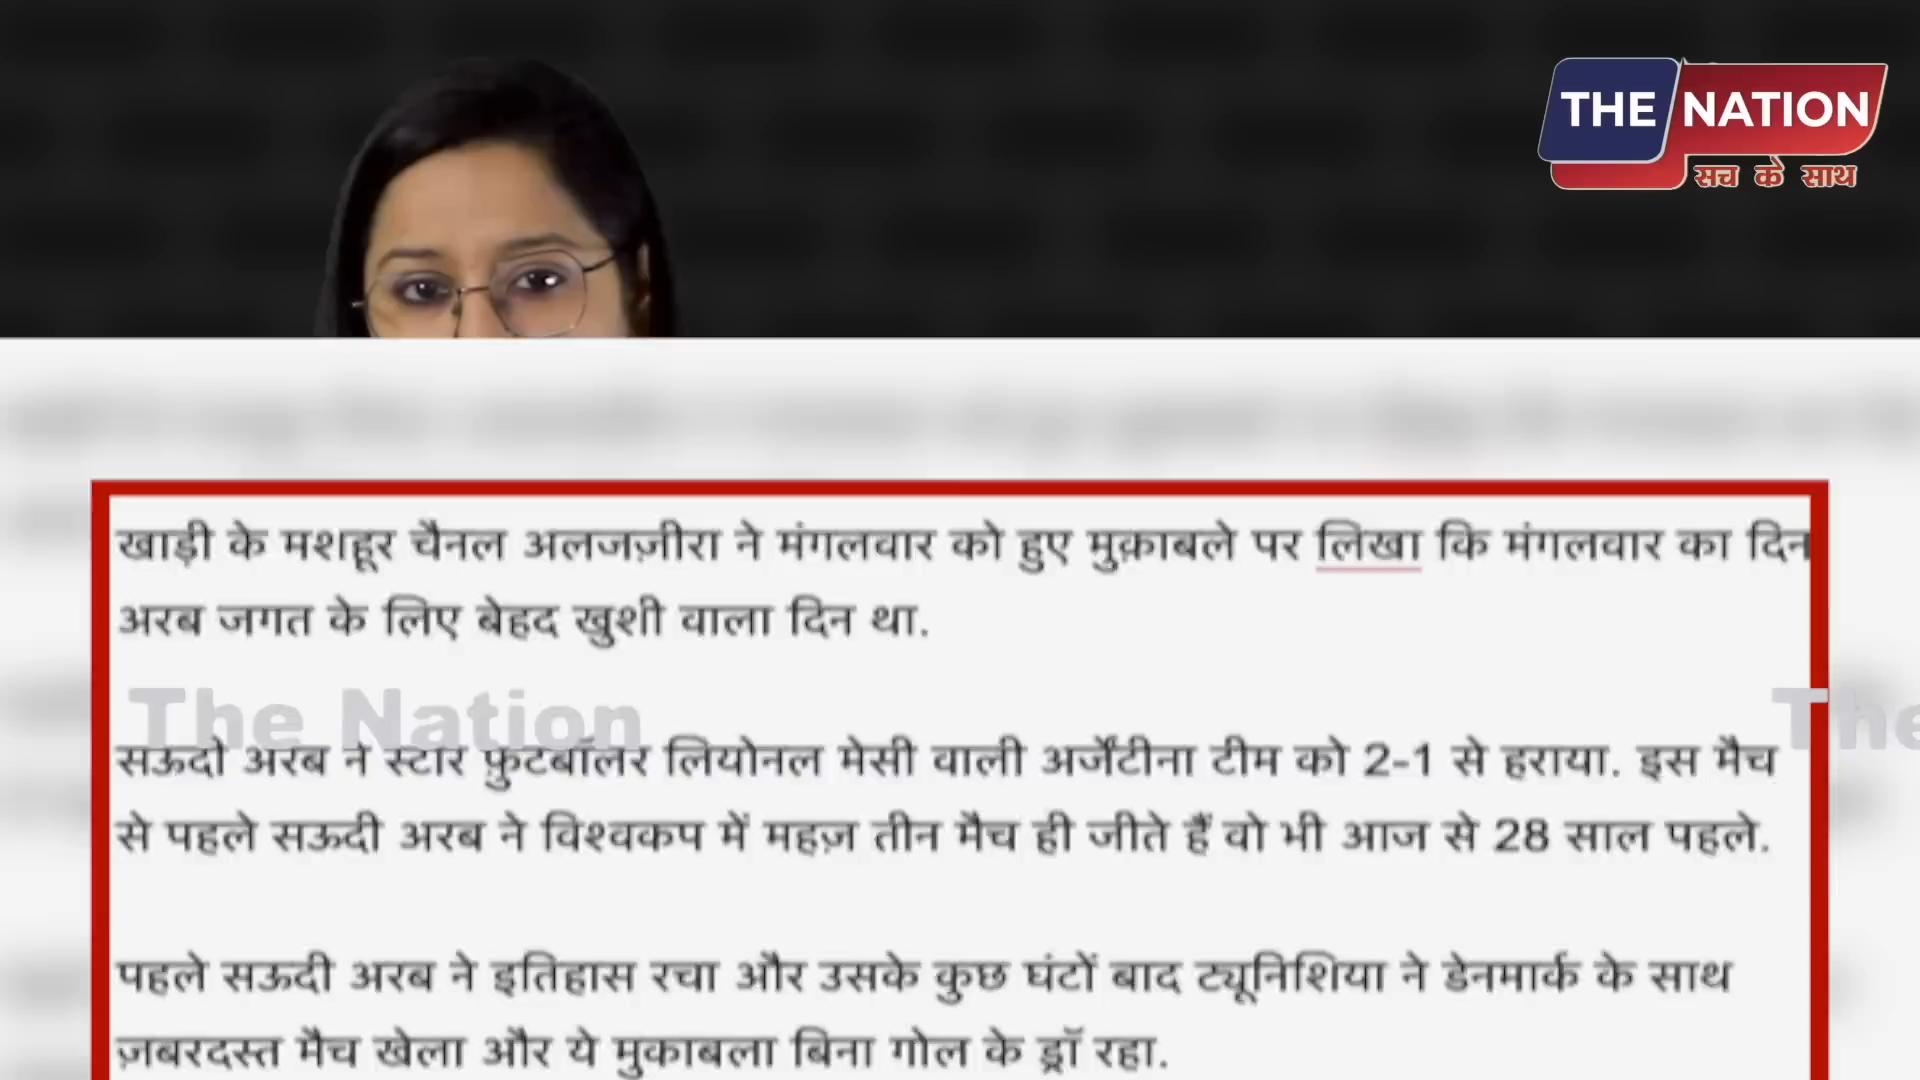 THE NATION
सच के साथ
खाड़ी के मशहूर चैनल अलजज़ीरा ने मंगलवार को हुए मुक़ाबले पर लिखा कि मंगलवार का दिन
अरब जगत के लिए बेहद खुशी वाला दिन था.
The Nation
The
सऊदी अरब ने स्टार फ़ुटबॉलर लियोनल मेसी वाली अर्जेंटीना टीम को 2-1 से हराया. इस मैच
से पहले सऊदी अरब ने विश्वकप में महज़ तीन मैच ही जीते हैं वो भी आज से 28 साल पहले.
पहले सऊदी अरब ने इतिहास रचा और उसके कुछ घंटों बाद ट्यूनिशिया ने डेनमार्क के साथ
ज़बरदस्त मैच खेला और ये मुकाबला बिना गोल के ड्रॉ रहा.